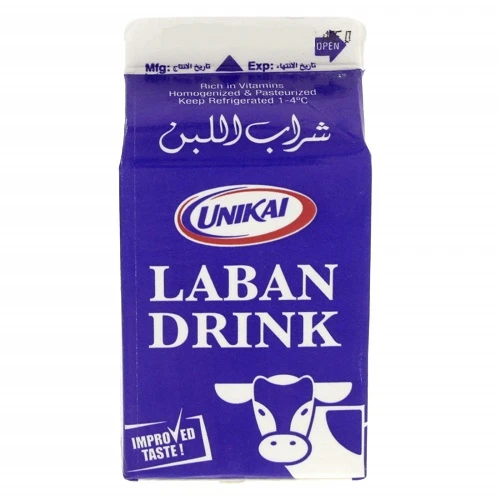 OPEN
Mfg: تاريخ الانتاج Exp: تاريخ الانتهاء
Rich in Vitamins
Homogenized & Pasteurized
Keep Refrigerated 1-4°C
شراب اللبن
UNIKAI
LABAN
DRINK
IMPROVED
TASTE!